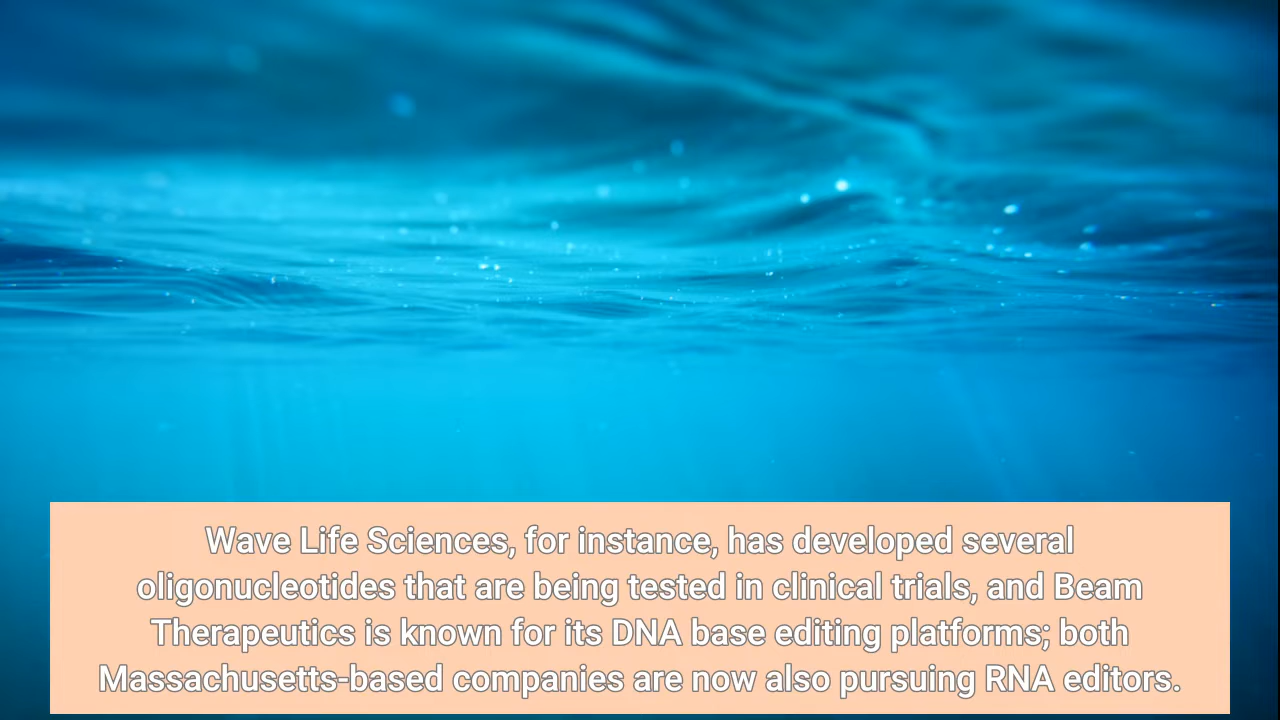 Wave Life Sciences, for instance, has developed several
oligonucleotides that are being tested in clinical trials, and Beam
Therapeutics is known for its DNA base editing platforms; both
Massachusetts-based companies are now also pursuing RNA editors.